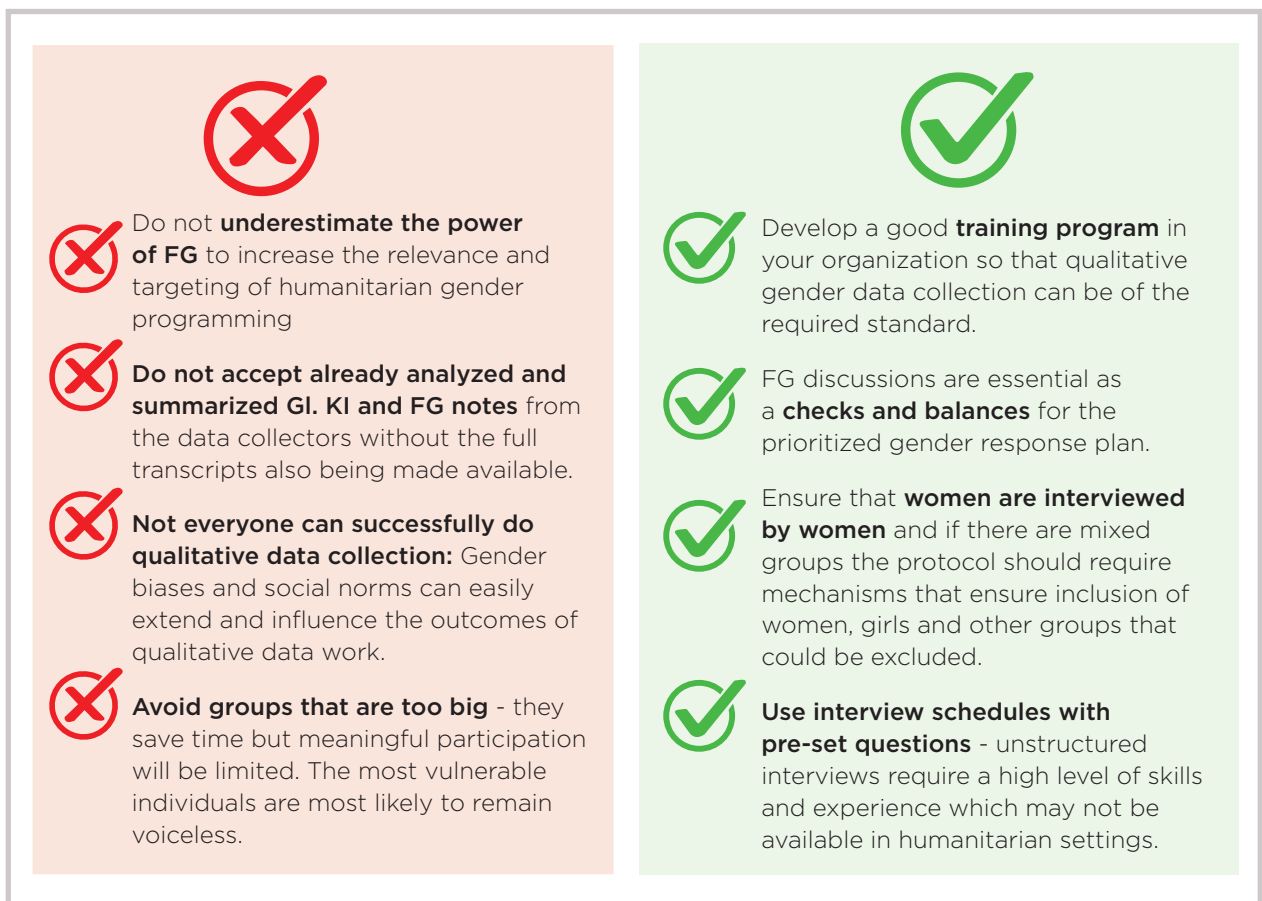 Do not underestimate the power
of FG to increase the relevance and
targeting of humanitarian gender
programming
Do not accept already analyzed and
summarized GI. KI and FG notes from
the data collectors without the full
transcripts also being made available.
Not everyone can successfully do
qualitative data collection: Gender
biases and social norms can easily
extend and influence the outcomes of
qualitative data work.
Avoid groups that are too big - they
save time but meaningful participation
will be limited. The most vulnerable
individuals are most likely to remain
voiceless.
Develop a good training program in
your organization so that qualitative
gender data collection can be of the
required standard.
FG discussions are essential as
a checks and balances for the
prioritized gender response plan.
Ensure that women are interviewed
by women and if there are mixed
groups the protocol should require
mechanisms that ensure inclusion of
women, girls and other groups that
could be excluded.
Use interview schedules with
pre-set questions - unstructured
interviews require a high level of skills
and experience which may not be
available in humanitarian settings.